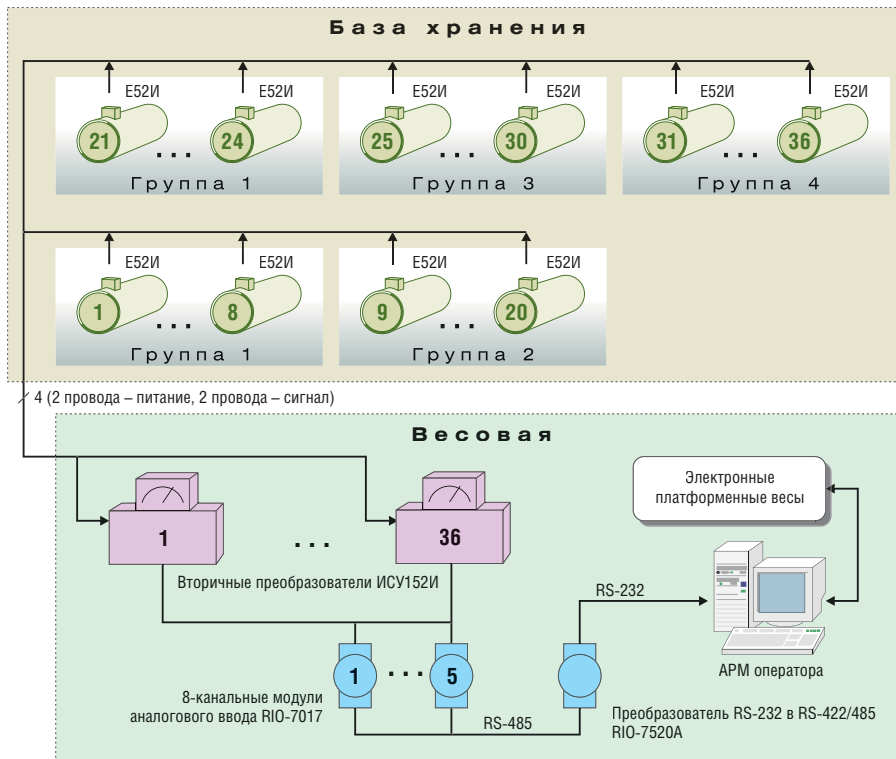 База хранения
Е52И Е52И Е52И Е52И Е52И Е52И
21 ... 24 25 ... 30 31 ... 36
Группа 1 Группа 3 Группа 4
Е52И Е52И Е52И Е52И
1 ... 8 9 ... 20
Группа 1 Группа 2
4 (2 провода – питание, 2 провода – сигнал)
Весовая
Электронные
платформенные весы
1 ... 36
Вторичные преобразователи ИСУ152И
RS-232
АРМ оператора
1 ... 5
8-канальные модули
аналогового ввода RIO-7017
RS-485
Преобразователь RS-232 в RS-422/485
RIO-7520A